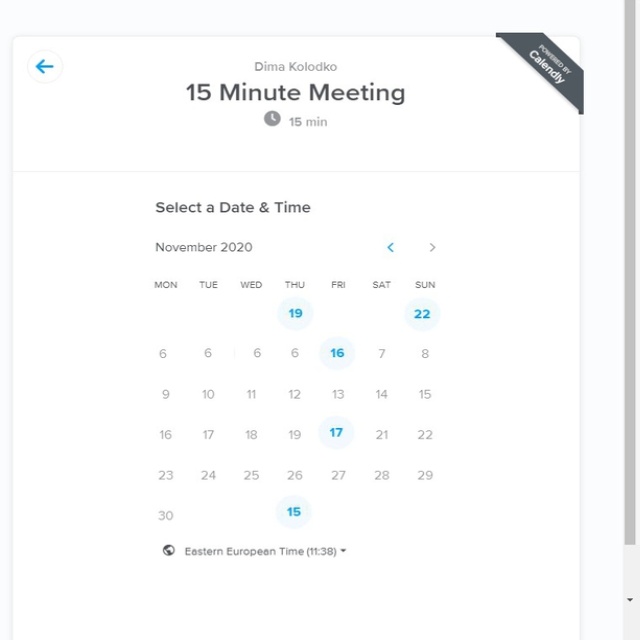 POWERED BY
Calendly
Dima Kolodko
15 Minute Meeting
15 min
Select a Date & Time
November 2020
MON TUE WED THU FRI SAT SUN
19 22
6 6 6 6 16 7 8
9 10 11 12 13 14 15
16 17 18 19 17 21 22
23 24 25 26 27 28 29
30 15
Eastern European Time (11:38)